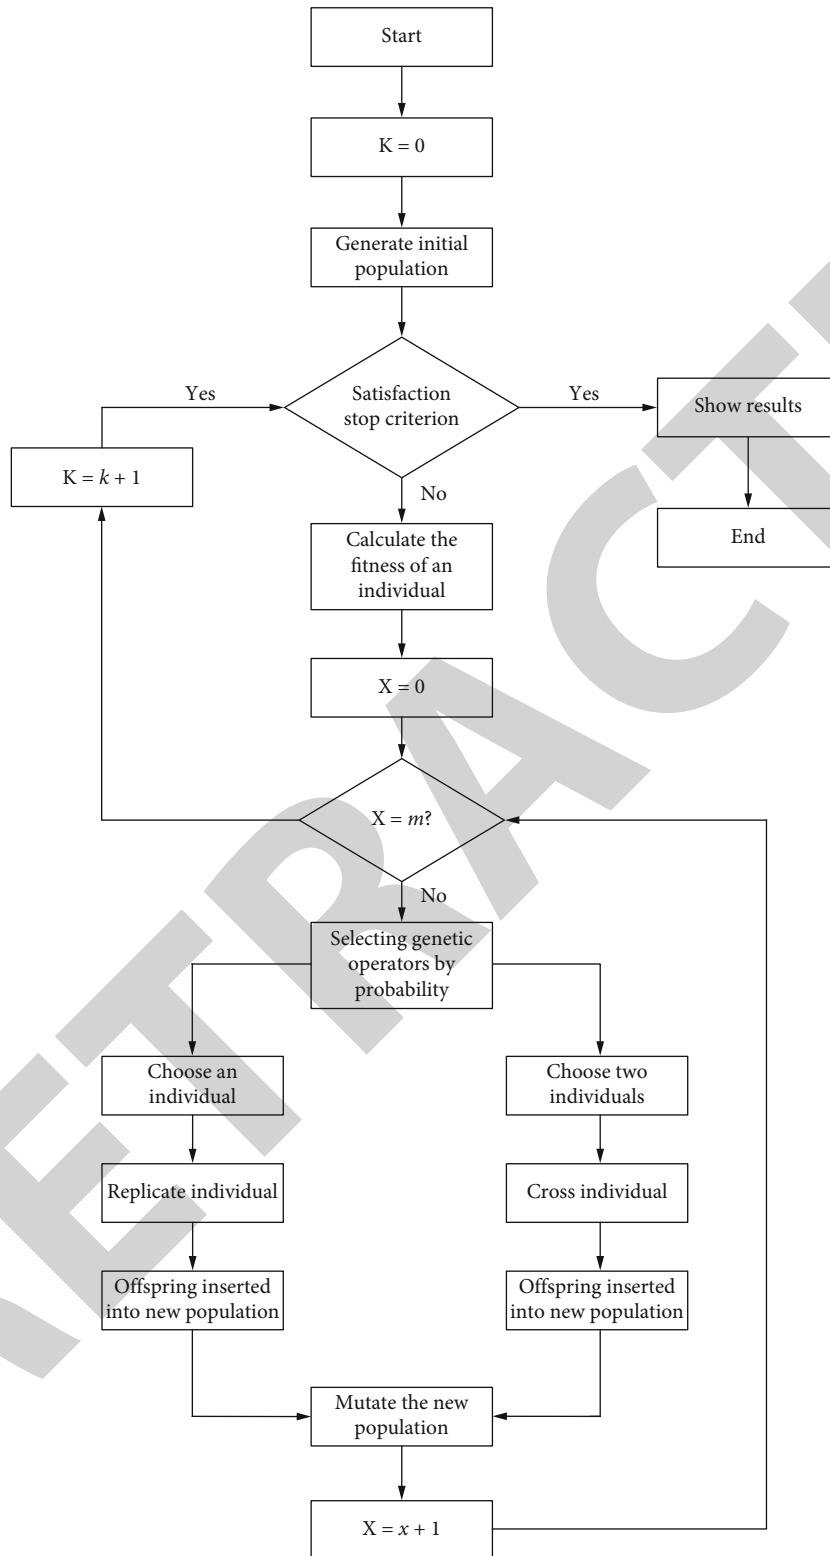 Start
K = 0
Generate initial
population
Satisfaction
stop criterion
Yes
Yes
Show results
K = k + 1
No
End
Calculate the
fitness of an
individual
X = 0
X = m?
No
Selecting genetic
operators by
probability
Choose an
individual
Choose two
individuals
Replicate individual
Cross individual
Offspring inserted
into new population
Offspring inserted
into new population
Mutate the new
population
X = x + 1
RETRACT